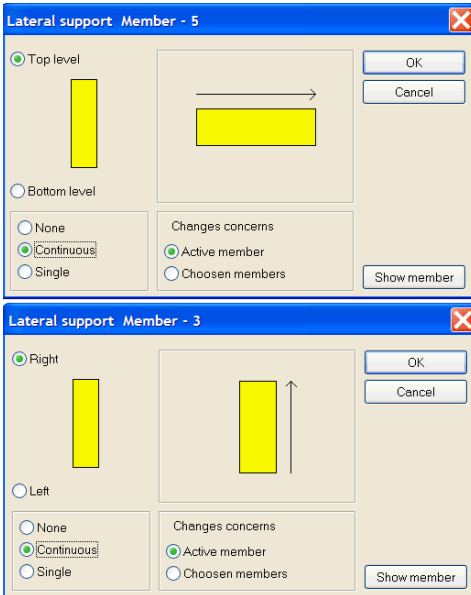 Lateral support Member - 5
Top level
OK
Cancel
Bottom level
None
Continuous
Single
Changes concerns
Active member
Choosen members
Show member
Lateral support Member - 3
Right
OK
Cancel
Left
None
Continuous
Single
Changes concerns
Active member
Choosen members
Show member